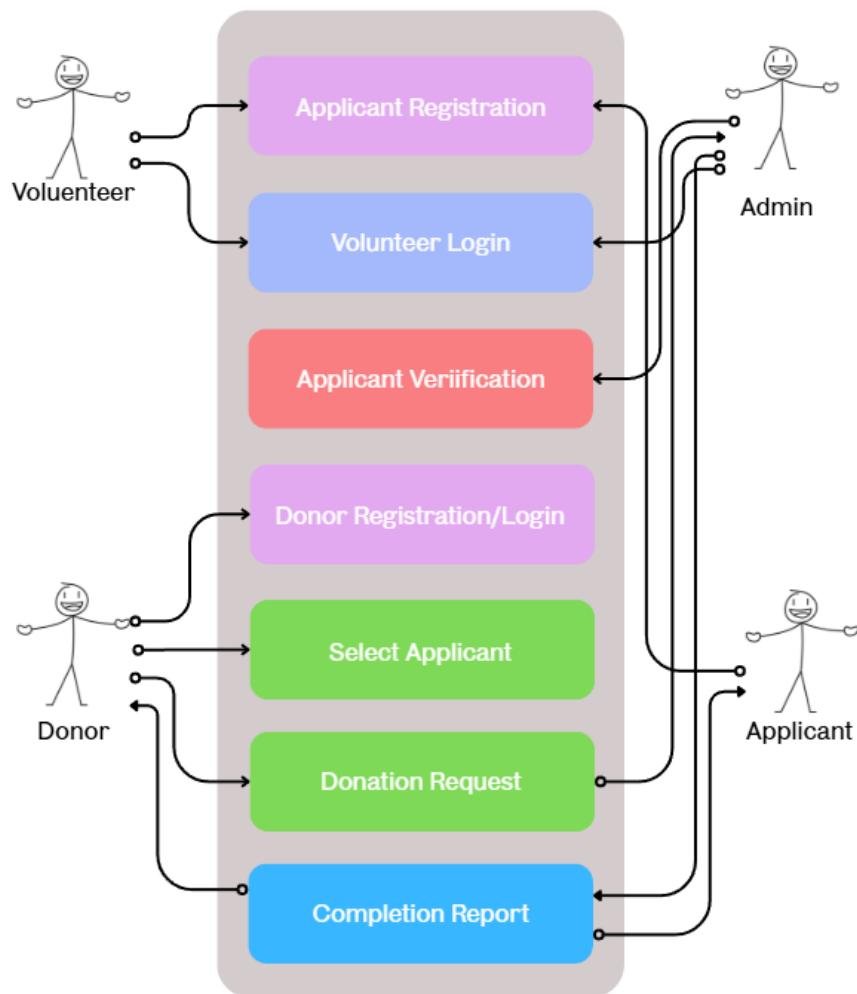 Applicant Registration
Voluenteer
Admin
Volunteer Login
Applicant Veriification
Donor Registration/Login
Select Applicant
Donor
Applicant
Donation Request
Completion Report